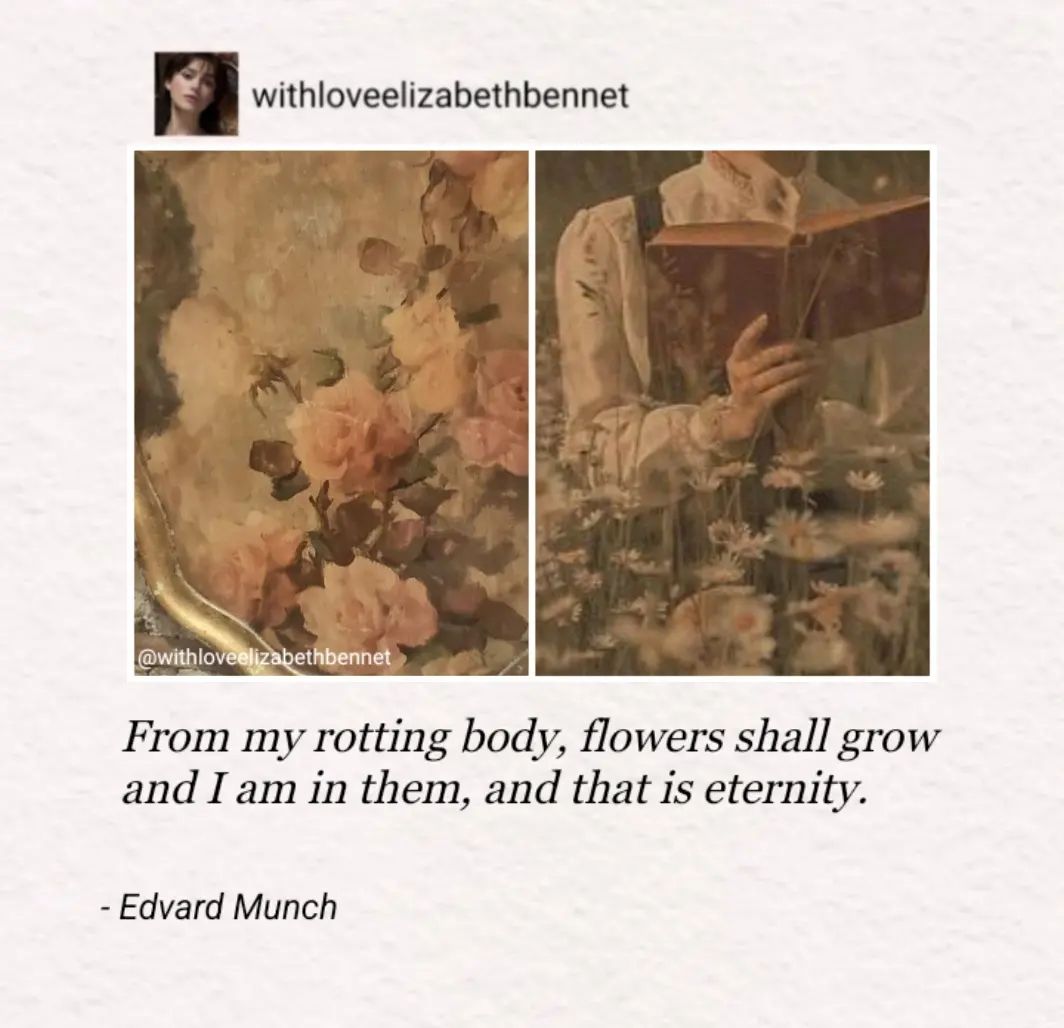 withloveelizabethbennet
@withloveelizabethbennet
From my rotting body, flowers shall grow
and I am in them, and that is eternity.
- Edvard Munch